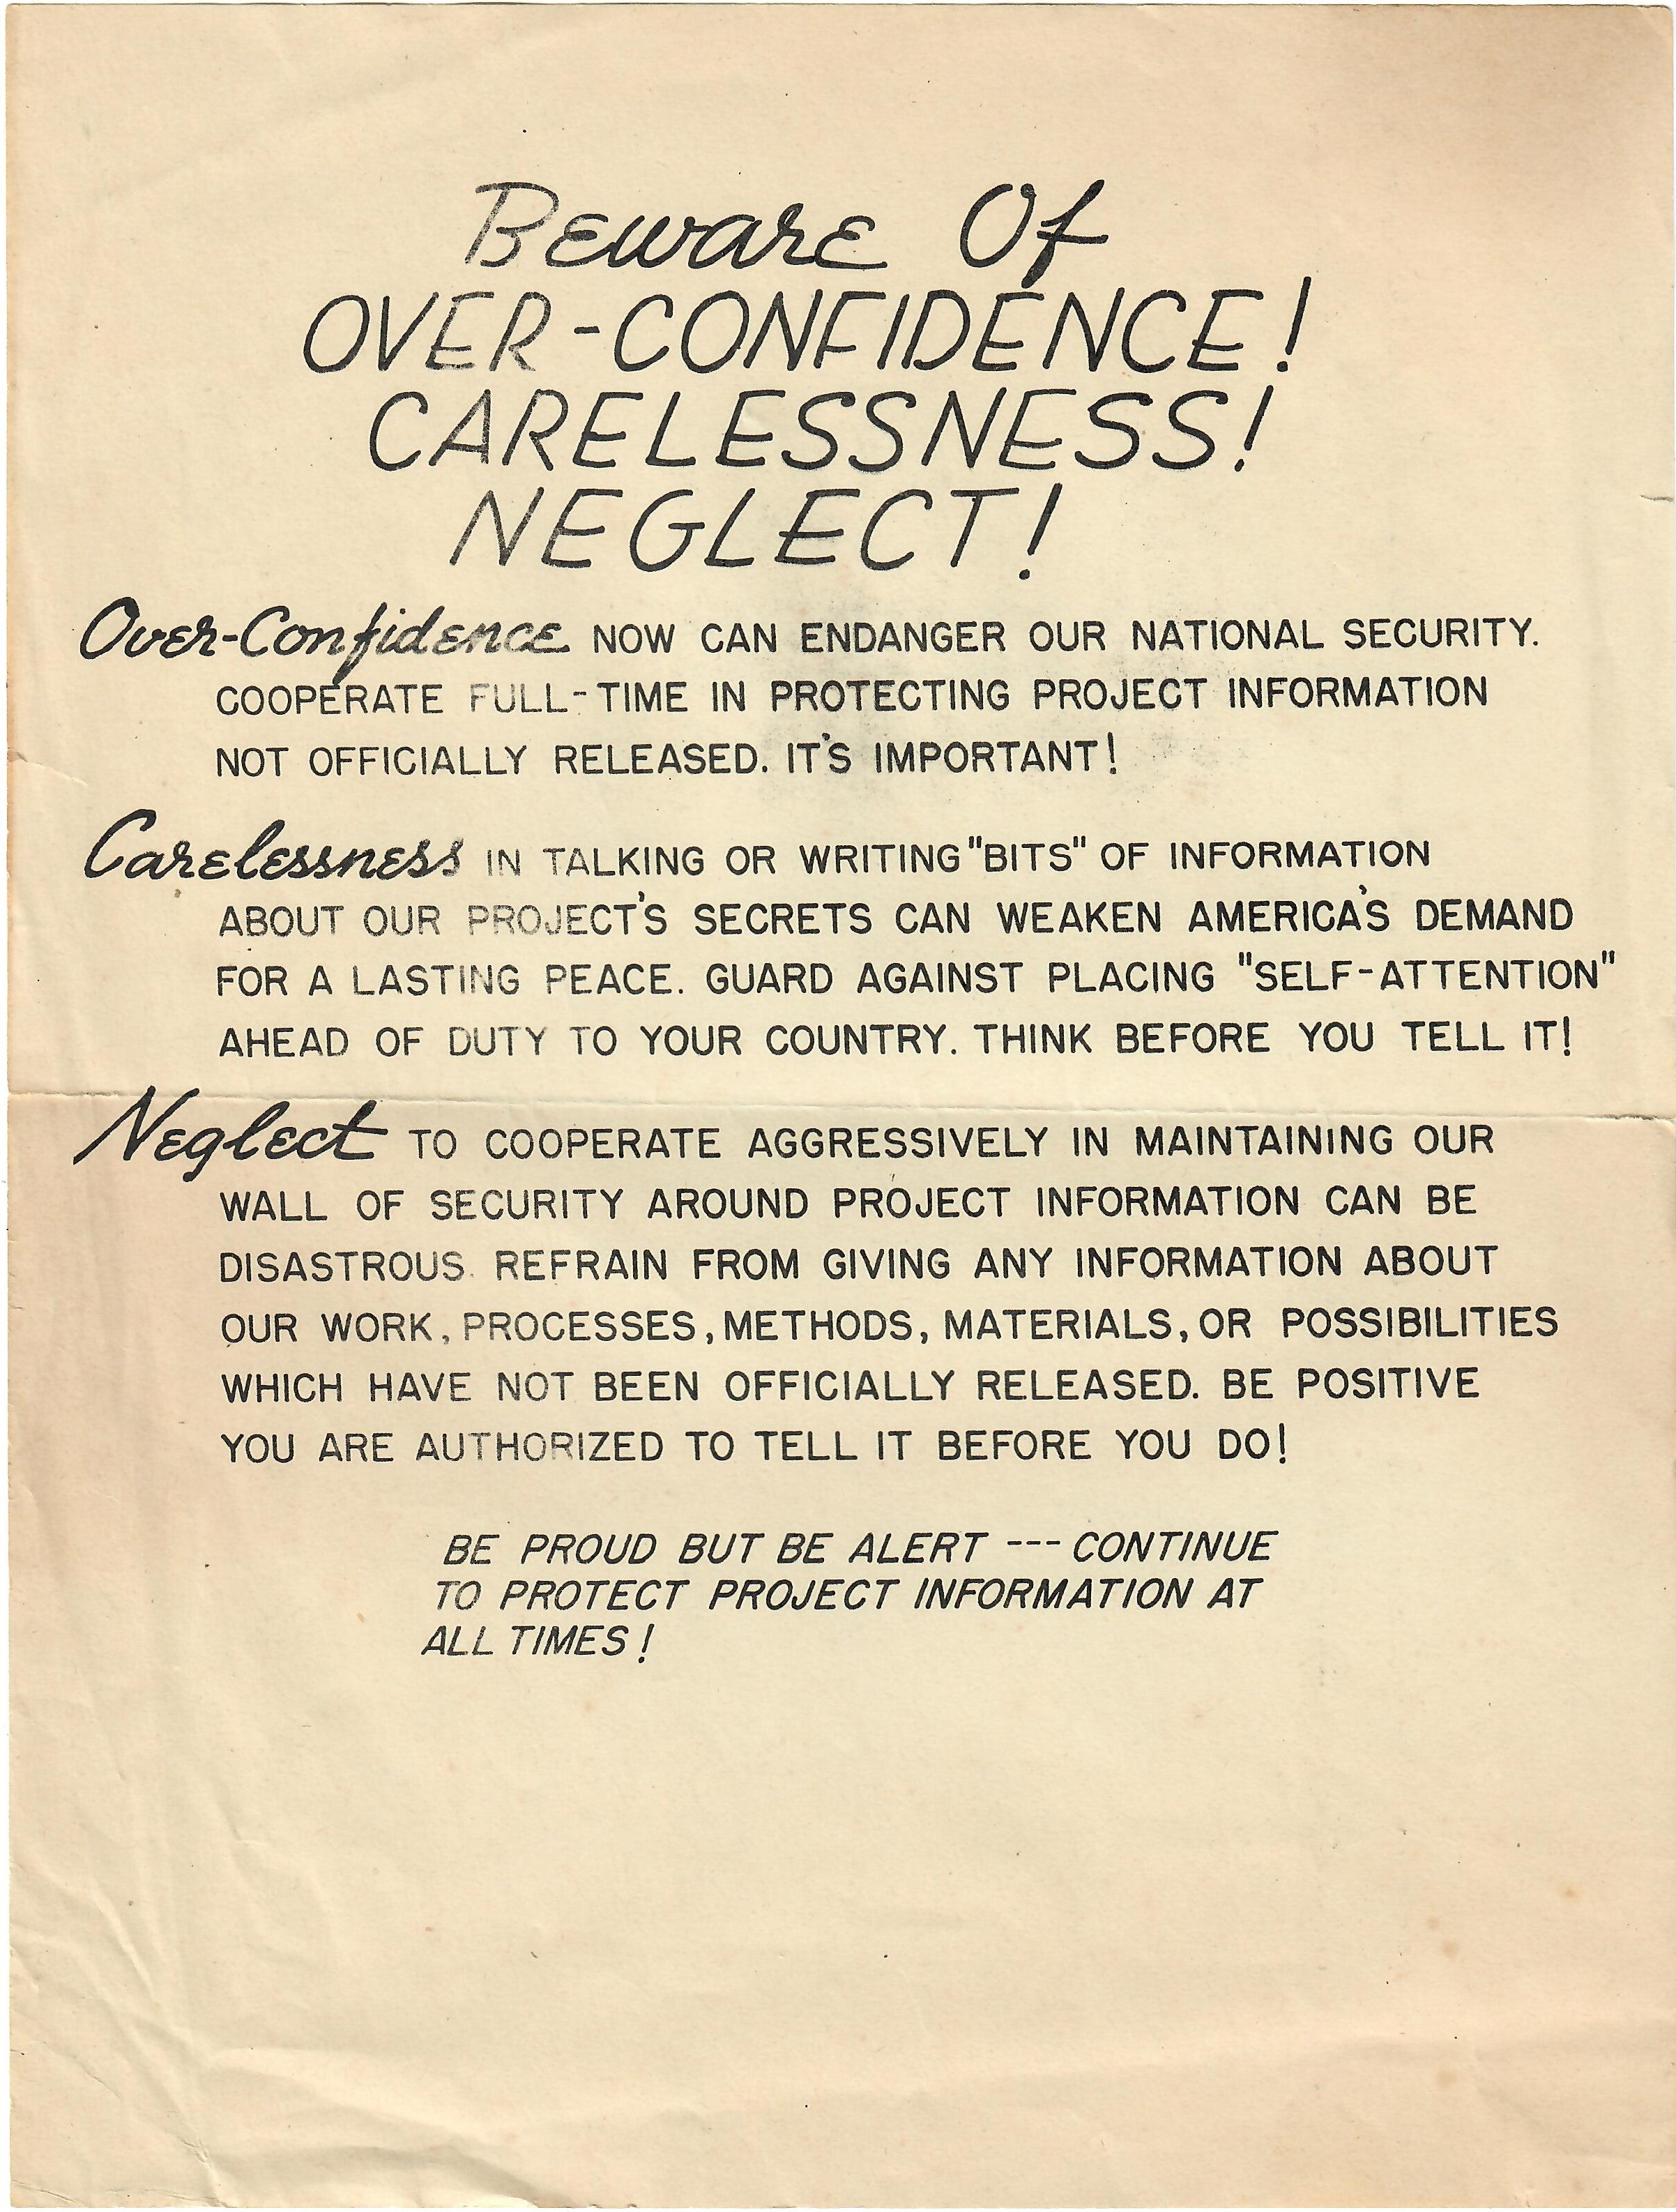 Beware Of
OVER-CONFIDENCE!
CARELESSNESS!
NEGLECT!
Over-Confidence NOW CAN ENDANGER OUR NATIONAL SECURITY.
COOPERATE FULL-TIME IN PROTECTING PROJECT INFORMATION
NOT OFFICIALLY RELEASED. IT'S IMPORTANT!
Carelessness IN TALKING OR WRITING "BITS" OF INFORMATION
ABOUT OUR PROJECT'S SECRETS CAN WEAKEN AMERICA'S DEMAND
FOR A LASTING PEACE. GUARD AGAINST PLACING "SELF-ATTENTION"
AHEAD OF DUTY TO YOUR COUNTRY. THINK BEFORE YOU TELL IT!
Neglect TO COOPERATE AGGRESSIVELY IN MAINTAINING OUR
WALL OF SECURITY AROUND PROJECT INFORMATION CAN BE
DISASTROUS. REFRAIN FROM GIVING ANY INFORMATION ABOUT
OUR WORK, PROCESSES, METHODS, MATERIALS, OR POSSIBILITIES
WHICH HAVE NOT BEEN OFFICIALLY RELEASED. BE POSITIVE
YOU ARE AUTHORIZED TO TELL IT BEFORE YOU DO!
BE PROUD BUT BE ALERT --- CONTINUE
TO PROTECT PROJECT INFORMATION AT
ALL TIMES!